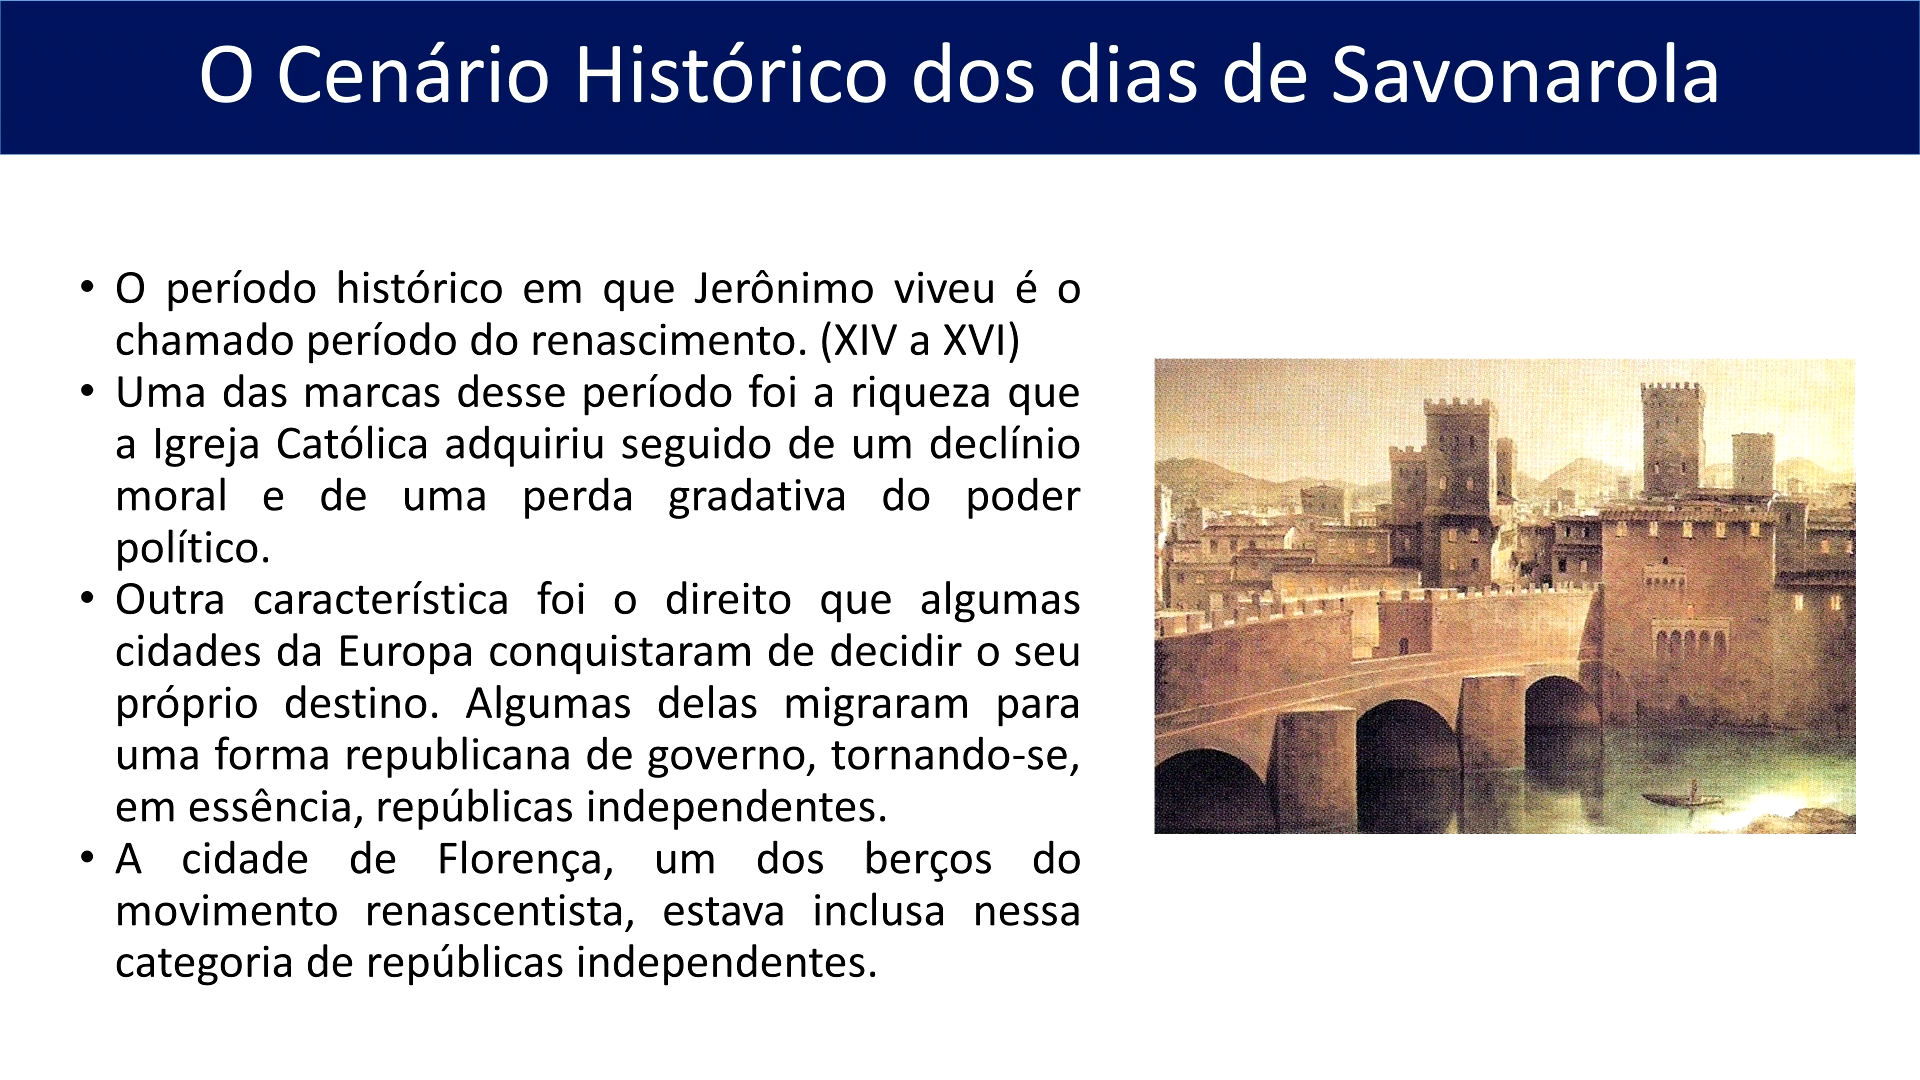 O Cenário Histórico dos dias de Savonarola
• O período histórico em que Jerônimo viveu é o
chamado período do renascimento. (XIV a XVI)
• Uma das marcas desse período foi a riqueza que
a Igreja Católica adquiriu seguido de um declínio
moral e de uma perda gradativa do poder
político.
• Outra característica foi o direito que algumas
cidades da Europa conquistaram de decidir o seu
próprio destino. Algumas delas migraram para
uma forma republicana de governo, tornando-se,
em essência, repúblicas independentes.
• A cidade de Florença, um dos berços do
movimento renascentista, estava inclusa nessa
categoria de repúblicas independentes.